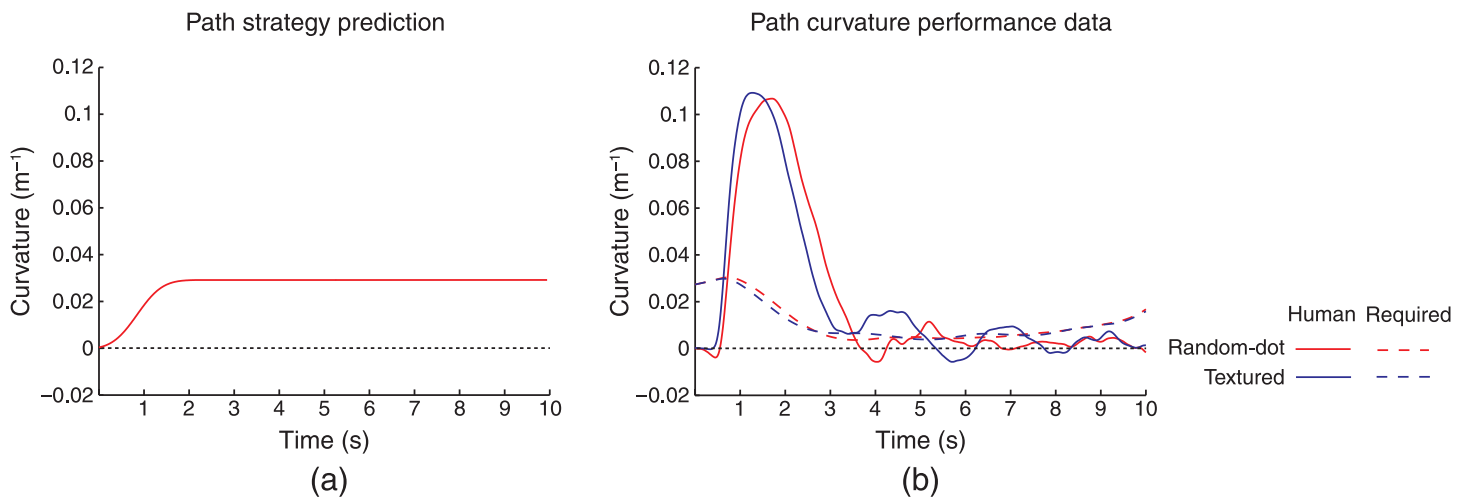 Path strategy prediction
0.12
0.1
0.08
0.06
0.04
0.02
0
−0.02
Curvature (m⁻¹)
1 2 3 4 5 6 7 8 9 10
Time (s)
(a)
Path curvature performance data
0.12
0.1
0.08
0.06
0.04
0.02
0
−0.02
Curvature (m⁻¹)
1 2 3 4 5 6 7 8 9 10
Time (s)
(b)
Human Required
Random-dot
Textured